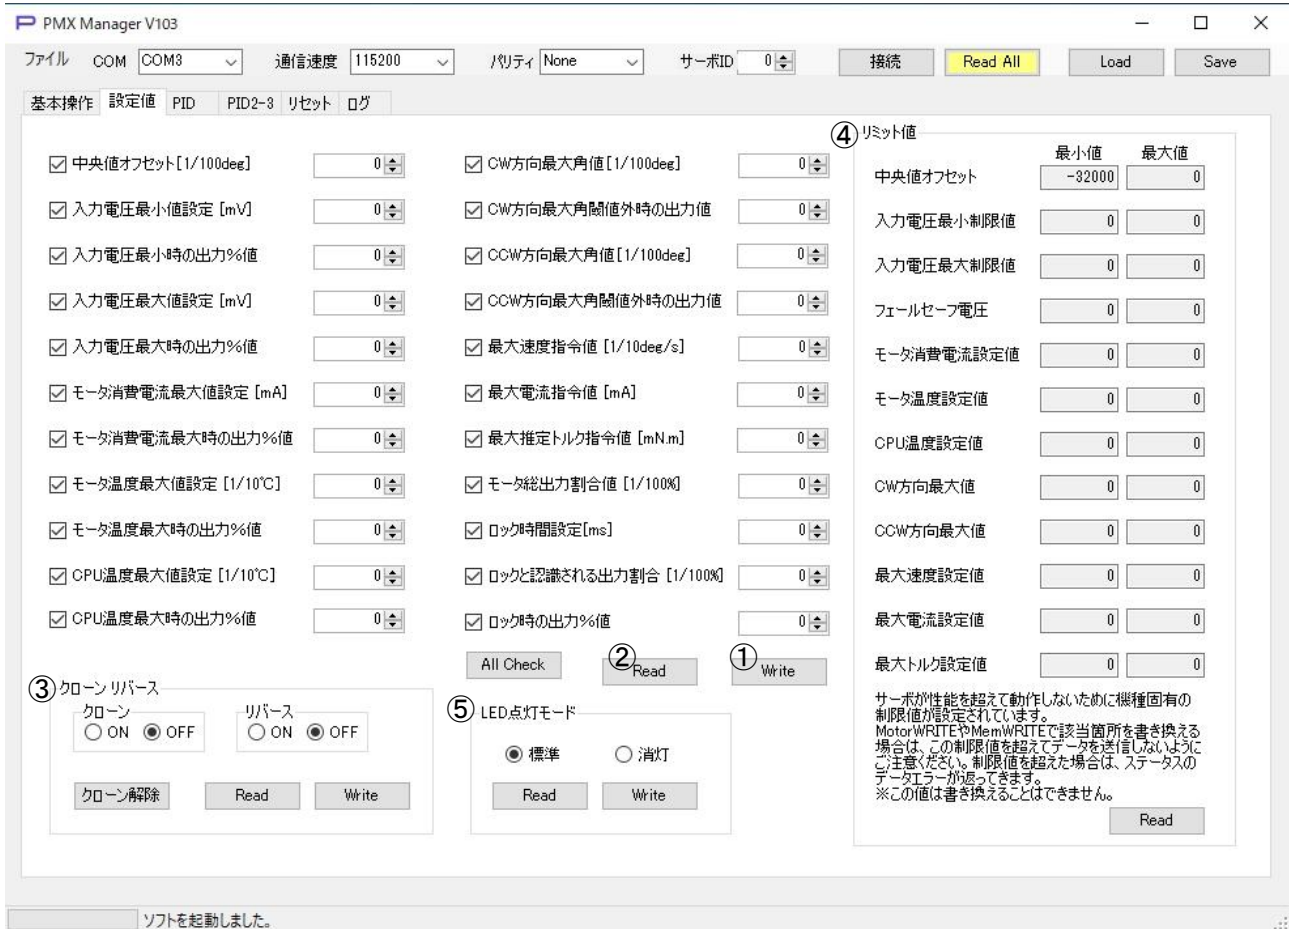 PMX Manager V103
ファイル COM COM3 通信速度 115200 パリティ None サーボID 0 接続 Read All Load Save
基本操作 設定値 PID PID2-3 リセット ログ
中央値オフセット[1/100deg] 0
入力電圧最小値設定 [mV] 0
入力電圧最小時の出力%値 0
入力電圧最大値設定 [mV] 0
入力電圧最大時の出力%値 0
モータ消費電流最大値設定 [mA] 0
モータ消費電流最大時の出力%値 0
モータ温度最大値設定 [1/10℃] 0
モータ温度最大時の出力%値 0
CPU温度最大値設定 [1/10℃] 0
CPU温度最大時の出力%値 0
CW方向最大角値[1/100deg] 0
CW方向最大角閾値外時の出力値 0
CCW方向最大角値[1/100deg] 0
CCW方向最大角閾値外時の出力値 0
最大速度指令値 [1/10deg/s] 0
最大電流指令値 [mA] 0
最大推定トルク指令値 [mN.m] 0
モータ総出力割合値 [1/100%] 0
ロック時間設定[ms] 0
ロックと認識される出力割合 [1/100%] 0
ロック時の出力%値 0
All Check ② Read ① Write
③ クローン リバース
クローン リバース
ON OFF ON OFF
クローン解除 Read Write
⑤ LED点灯モード
標準 消灯
Read Write
④ リミット値
最小値 最大値
中央値オフセット -32000 0
入力電圧最小制限値 0 0
入力電圧最大制限値 0 0
フェールセーフ電圧 0 0
モータ消費電流設定値 0 0
モータ温度設定値 0 0
CPU温度設定値 0 0
CW方向最大値 0 0
CCW方向最大値 0 0
最大速度設定値 0 0
最大電流設定値 0 0
最大トルク設定値 0 0
サーボが性能を超えて動作しないために機種固有の
制限値が設定されています。
MotorWRITEやMemWRITEで該当箇所を書き換える
場合は、この制限値を超えてデータを送信しないように
ご注意ください。制限値を超えた場合は、ステータスの
データエラーが返ってきます。
※この値は書き換えることはできません。
Read
ソフトを起動しました。